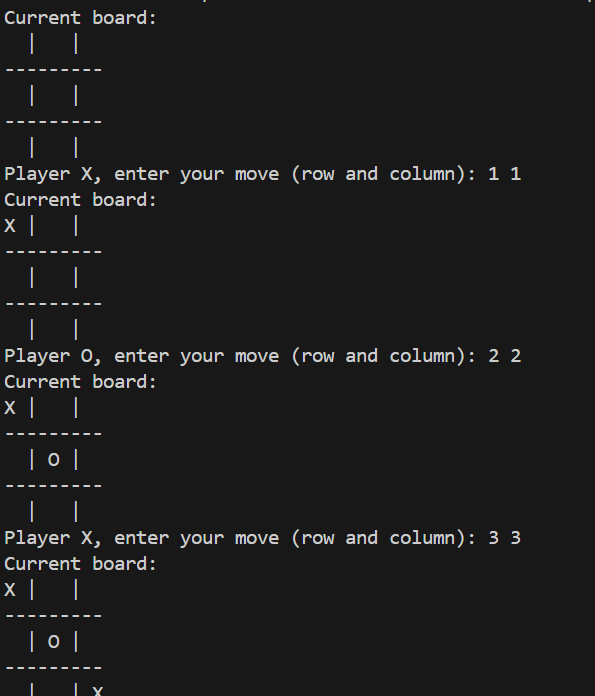 Current board:
  |   |
---------
  |   |
---------
  |   |
Player X, enter your move (row and column): 1 1
Current board:
X |   |
---------
  |   |
---------
  |   |
Player O, enter your move (row and column): 2 2
Current board:
X |   |
---------
  | O |
---------
  |   |
Player X, enter your move (row and column): 3 3
Current board:
X |   |
---------
  | O |
---------
  |   | X